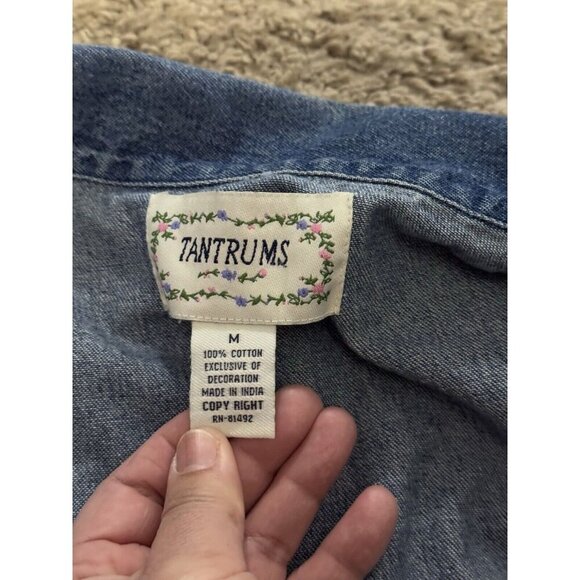 TANTRUMS
M
100% COTTON
EXCLUSIVE OF
DECORATION
MADE IN INDIA
COPY RIGHT
RN-81492